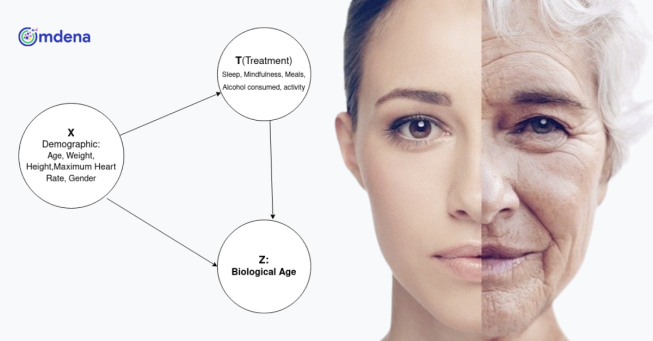 Omdena
T(Treatment)
Sleep, Mindfulness, Meals,
Alcohol consumed, activity
X
Demographic:
Age, Weight,
Height,Maximum Heart
Rate, Gender
Z:
Biological Age